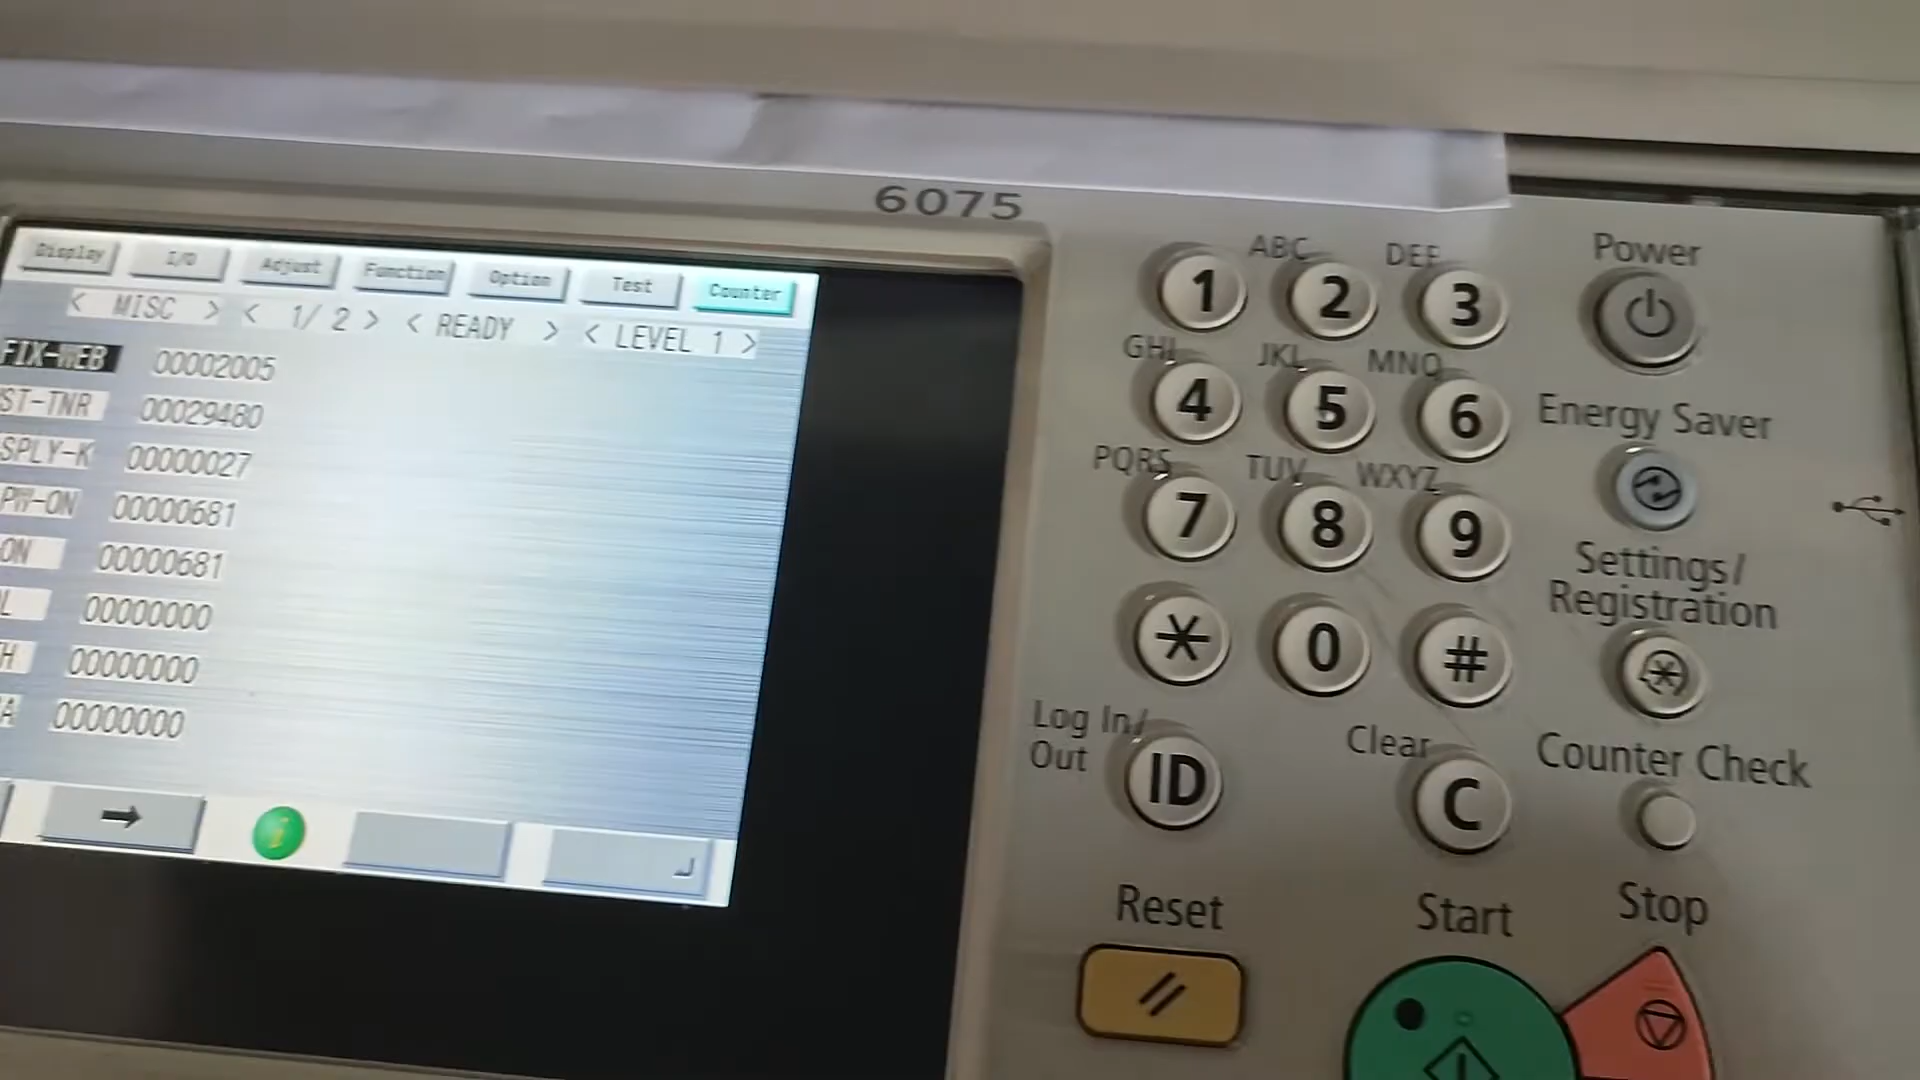 6075
Display I/O Adjust Function Option Test Counter
< MISC > < 1/ 2 > < READY > < LEVEL 1 >
FIX-WEB 00002005
ST-TNR 00029480
SPLY-K 00000027
PW-ON 00000681
ON 00000681
L 00000000
H 00000000
A 00000000
ABC DEF
1 2 3
GHI JKL MNO
4 5 6
PQRS TUV WXYZ
7 8 9
* 0 #
Log In/
Out
ID
Clear
C
Power
Energy Saver
Settings/
Registration
Counter Check
Reset
Start
Stop